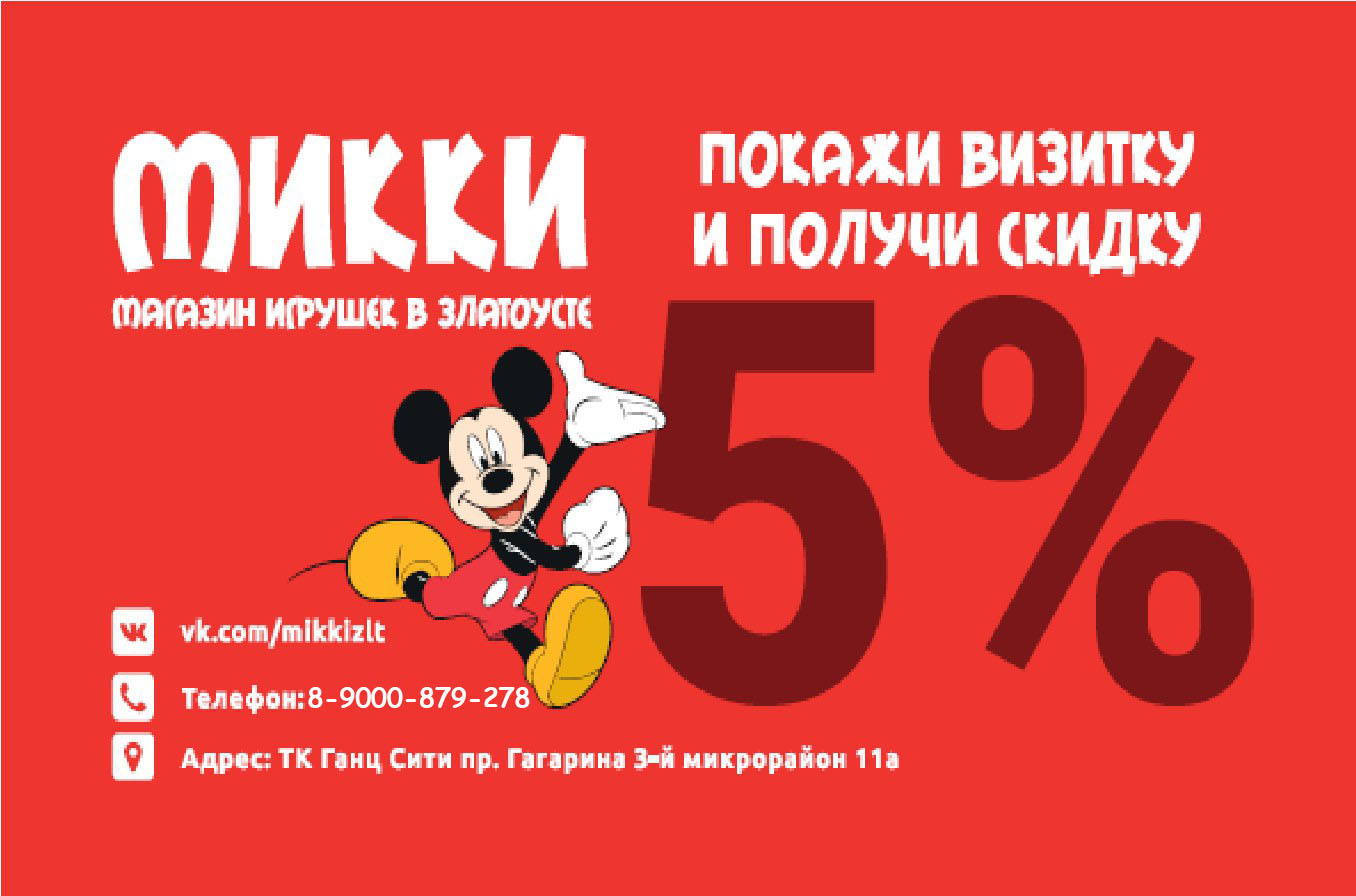 МИККИ
МАГАЗИН ИГРУШЕК В ЗЛАТОУСТЕ
ПОКАЖИ ВИЗИТКУ
И ПОЛУЧИ СКИДКУ
5%
vk.com/mikkizlt
Телефон:8-9000-879-278
Адрес: ТК Ганц Сити пр. Гагарина 3-й микрорайон 11а